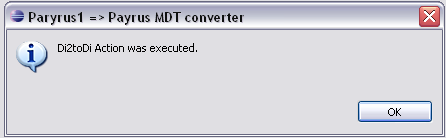 Paryrus1 => Payrus MDT converter
Di2toDi Action was executed.
OK